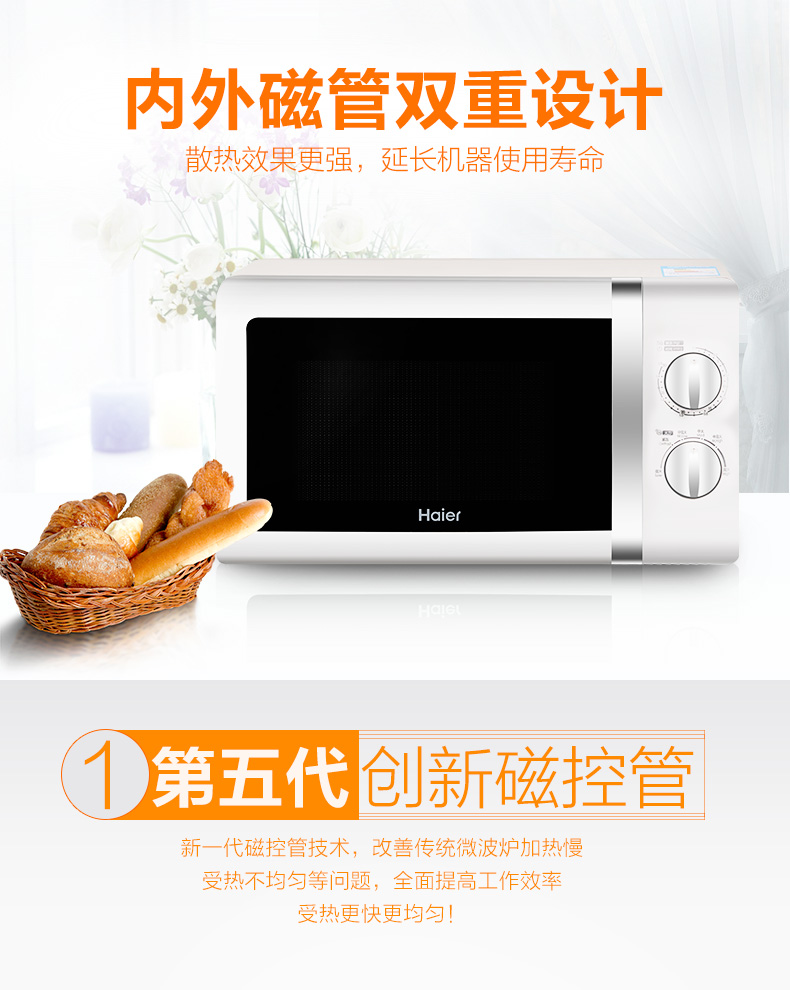 内外磁管双重设计
散热效果更强，延长机器使用寿命
Haier
1 第五代 创新磁控管
新一代磁控管技术，改善传统微波炉加热慢
受热不均匀等问题，全面提高工作效率
受热更快更均匀！